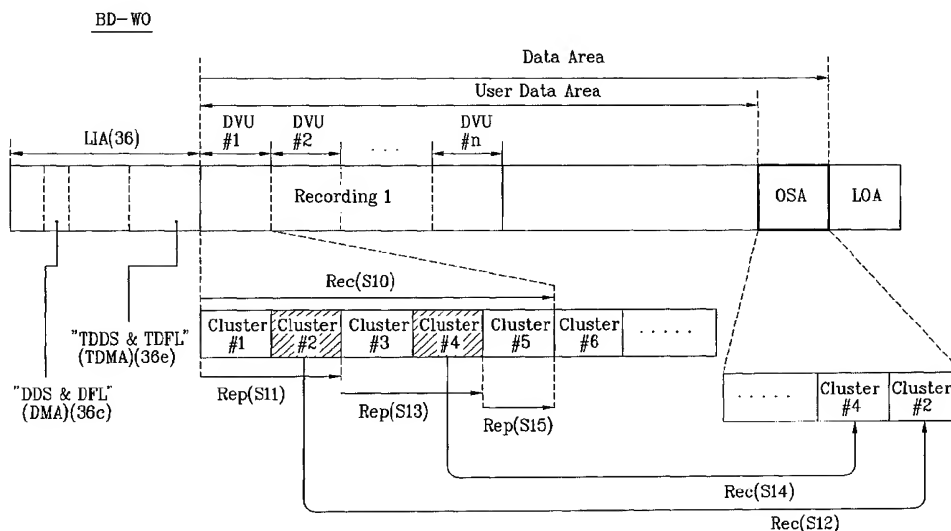 BD-WO
Data Area
User Data Area
LIA(36)
DVU
#1
DVU
#2
. . . .
DVU
#n
Recording 1
OSA
LOA
Rec(S10)
Cluster
#1
Cluster
#2
Cluster
#3
Cluster
#4
Cluster
#5
Cluster
#6
. . . . .
"TDDS & TDFL"
(TDMA)(36e)
"DDS & DFL"
(DMA)(36c)
Rep(S11)
Rep(S13)
Rep(S15)
. . . . .
Cluster
#4
Cluster
#2
Rec(S14)
Rec(S12)